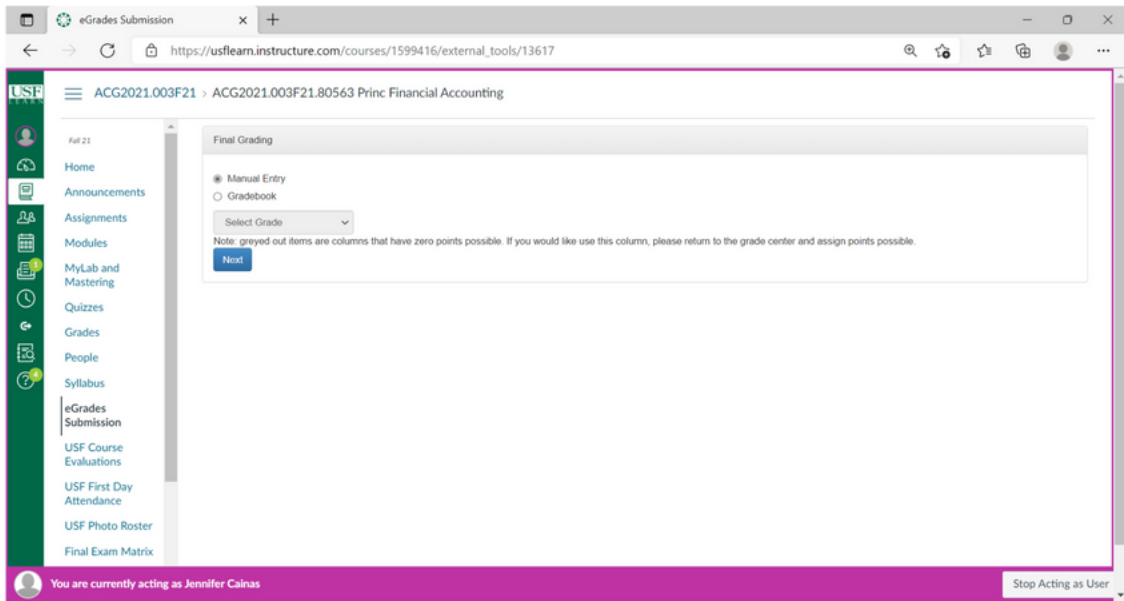 eGrades Submission
https://usflearn.instructure.com/courses/1599416/external_tools/13617
USF
LEARN
ACG2021.003F21 > ACG2021.003F21.80563 Princ Financial Accounting
Fall 21
Home
Announcements
Assignments
Modules
MyLab and
Mastering
Quizzes
Grades
People
Syllabus
eGrades
Submission
USF Course
Evaluations
USF First Day
Attendance
USF Photo Roster
Final Exam Matrix
1
4
Final Grading
Manual Entry
Gradebook
Select Grade
Note: greyed out items are columns that have zero points possible. If you would like use this column, please return to the grade center and assign points possible.
Next
You are currently acting as Jennifer Cainas
Stop Acting as User